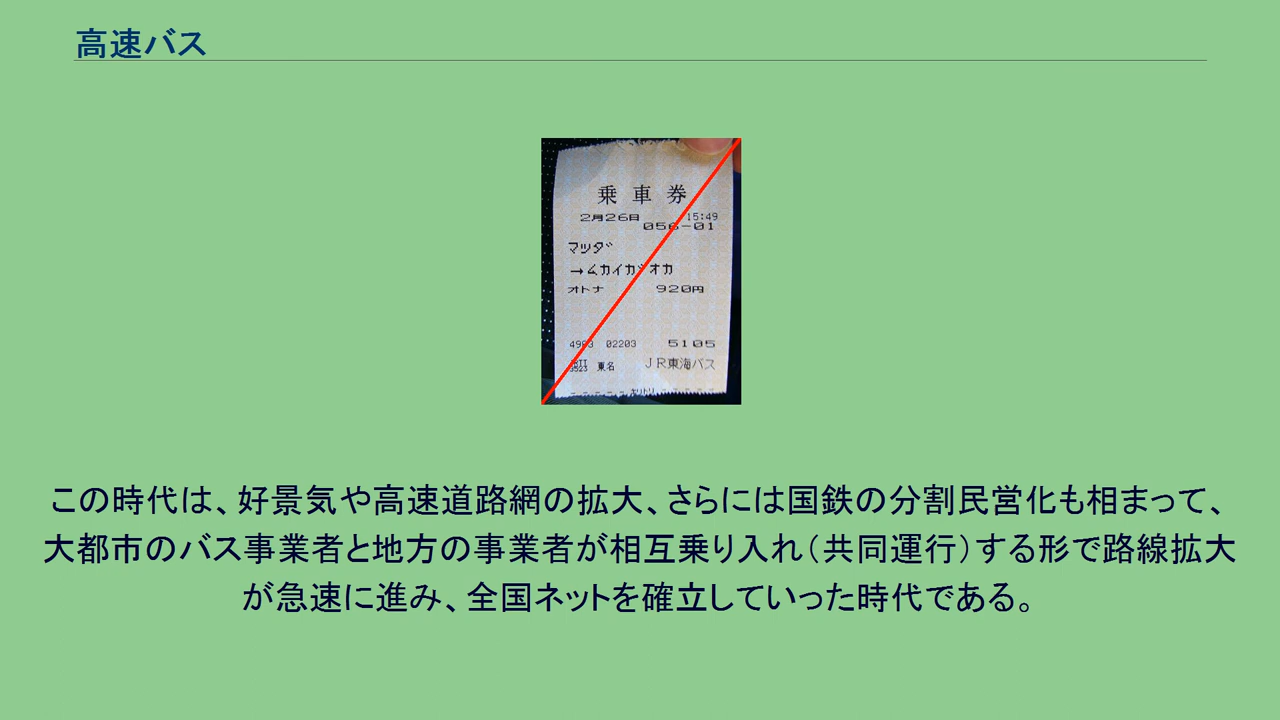 高速バス
乗車券
2月26日 15:49
056-01
マツダ
→ムカイガオカ
オトナ 920円
02203 5105
東名 JR東海バス
この時代は、好景気や高速道路網の拡大、さらには国鉄の分割民営化も相まって、
大都市のバス事業者と地方の事業者が相互乗り入れ（共同運行）する形で路線拡大
が急速に進み、全国ネットを確立していった時代である。